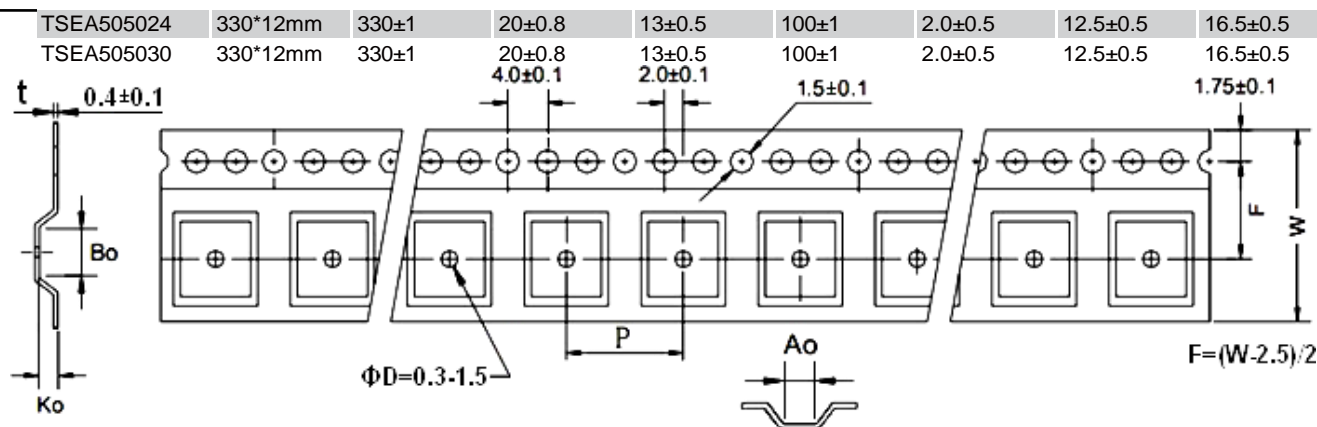 TSEA505024 330*12mm 330±1 20±0.8 13±0.5 100±1 2.0±0.5 12.5±0.5 16.5±0.5
TSEA505030 330*12mm 330±1 20±0.8 13±0.5 100±1 2.0±0.5 12.5±0.5 16.5±0.5
4.0±0.1 2.0±0.1
t 0.4±0.1 1.5±0.1 1.75±0.1
F W
Bo
P Ao
F=(W-2.5)/2
ΦD=0.3-1.5
Ko